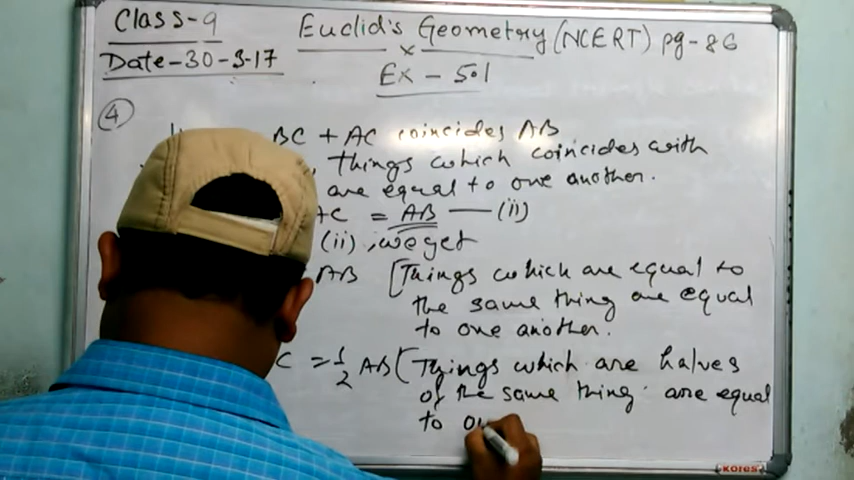 Class-9 Euclid's Geometry (NCERT) pg-86
Date-30-3-17 Ex-5.1
④
BC + AC coincides AB
things which coincides with
are equal to one another.
AC = AB — (ii)
(ii), we get
AB [Things which are equal to
the same thing are equal
to one another.
C = 1/2 AB [Things which are halves
of the same thing are equal
to on
kores